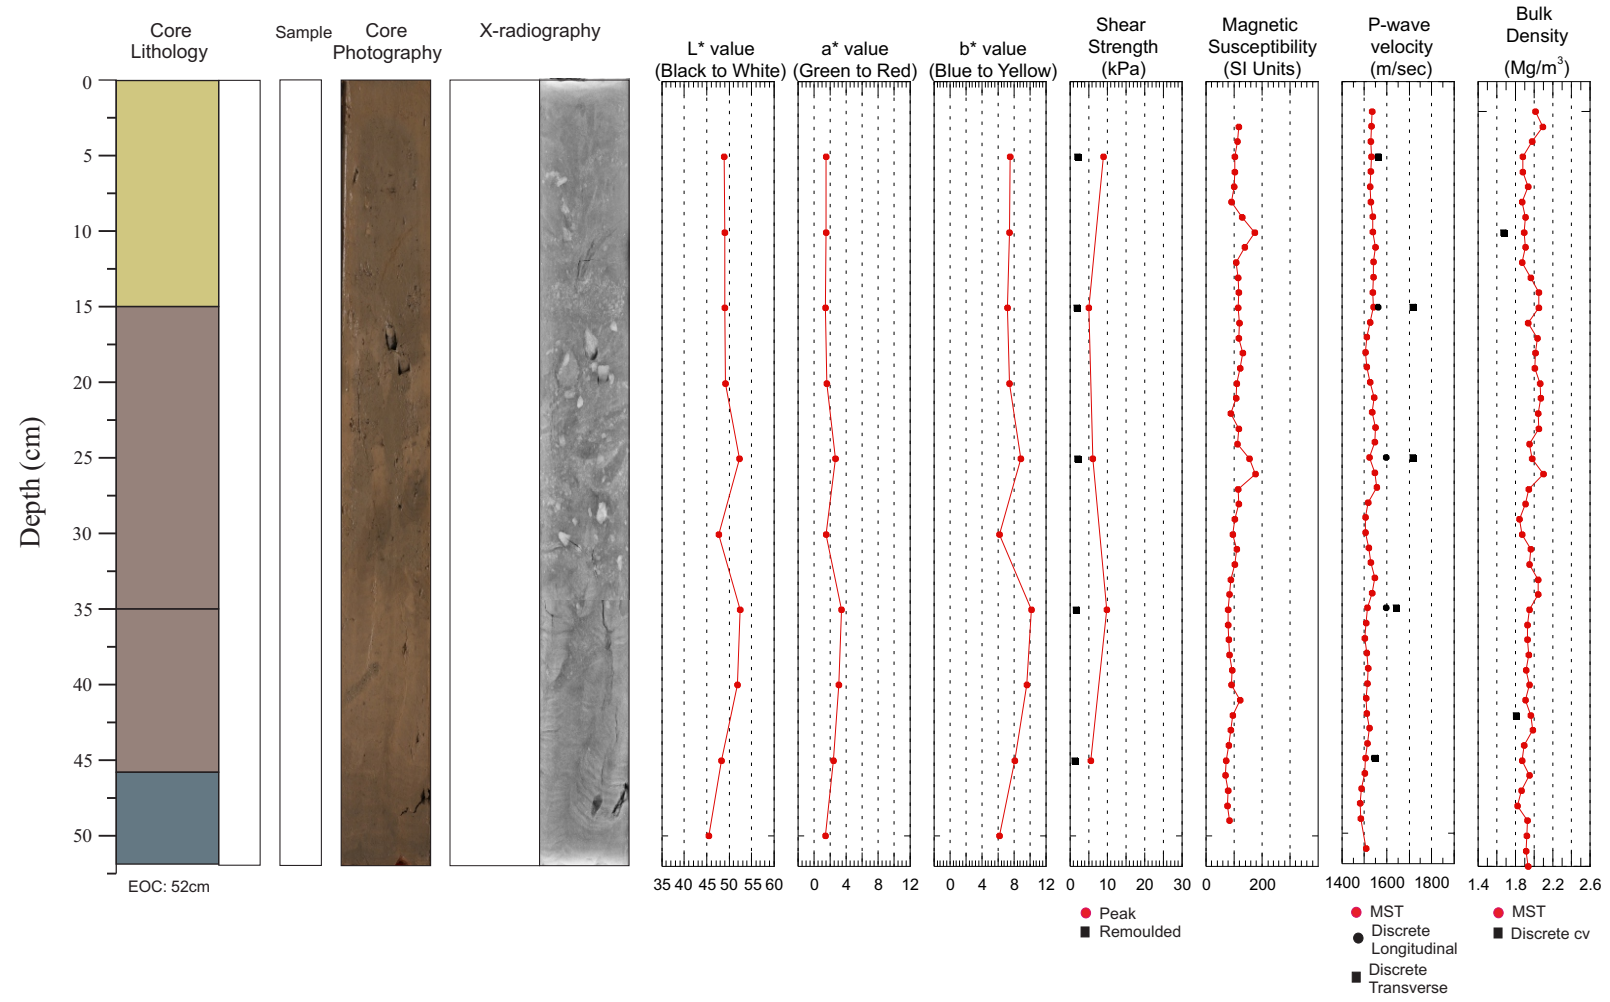 Core
Lithology
Sample
Core
Photography
X-radiography
L* value
(Black to White)
a* value
(Green to Red)
b* value
(Blue to Yellow)
Shear
Strength
(kPa)
Magnetic
Susceptibility
(SI Units)
P-wave
velocity
(m/sec)
Bulk
Density
(Mg/m³)
Depth (cm)
0
5
10
15
20
25
30
35
40
45
50
EOC: 52cm
35 40 45 50 55 60
0 4 8 12
0 4 8 12
0 10 20 30
0 200
1400 1600 1800
1.4 1.8 2.2 2.6
Peak
Remoulded
MST
Discrete
Longitudinal
Discrete
Transverse
MST
Discrete cv